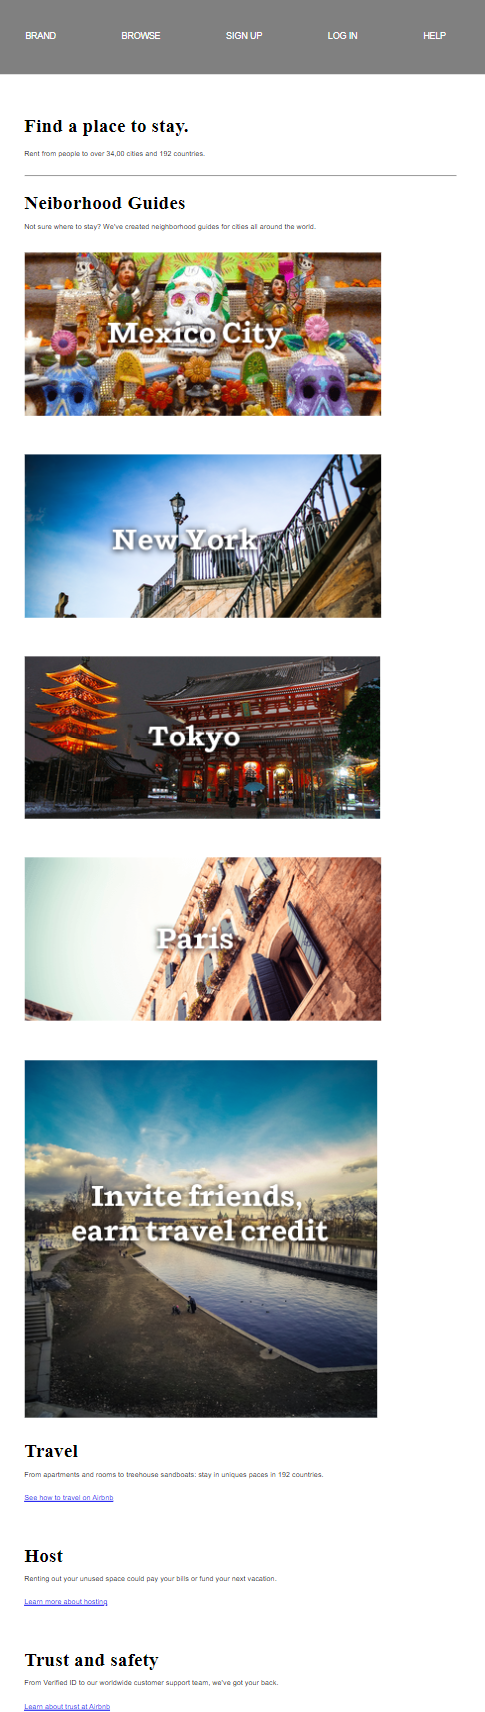 BRAND BROWSE SIGN UP LOG IN HELP
Find a place to stay.
Rent from people to over 34,00 cities and 192 countries.
Neiborhood Guides
Not sure where to stay? We've created neighborhood guides for cities all around the world.
Mexico City
New York
Tokyo
Paris
Invite friends,
earn travel credit
Travel
From apartments and rooms to treehouse sandboats: stay in uniques paces in 192 countries.
See how to travel on Airbnb
Host
Renting out your unused space could pay your bills or fund your next vacation.
Learn more about hosting
Trust and safety
From Verified ID to our worldwide customer support team, we've got your back.
Learn about trust at Airbnb